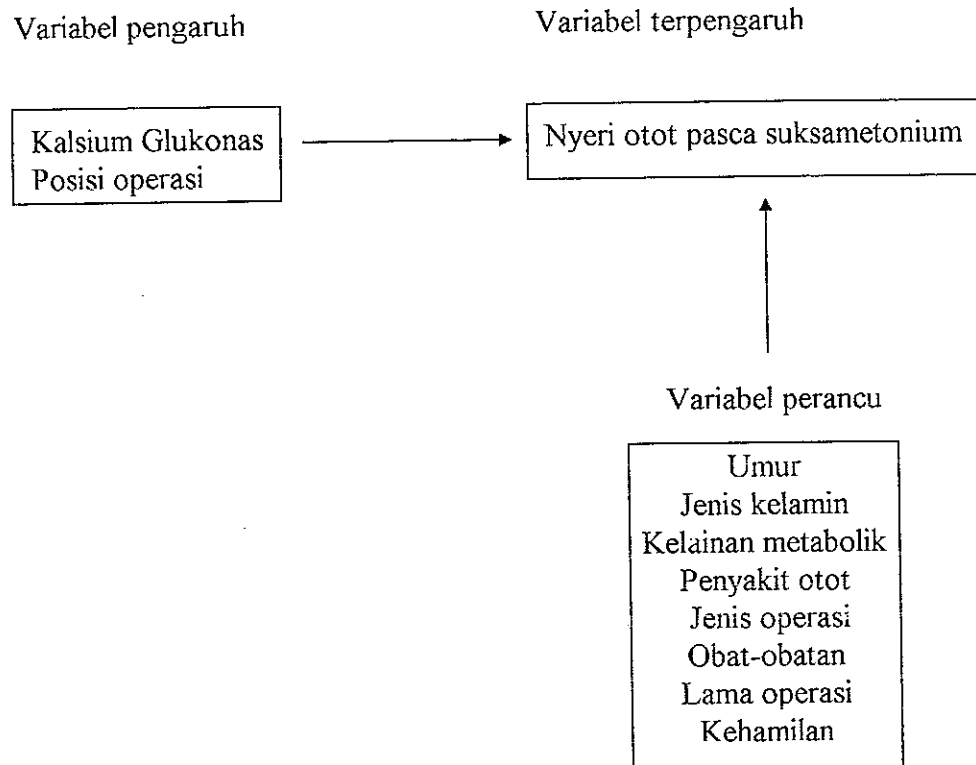 Variabel pengaruh
Variabel terpengaruh
Kalsium Glukonas
Posisi operasi
Nyeri otot pasca suksametonium
Variabel perancu
Umur
Jenis kelamin
Kelainan metabolik
Penyakit otot
Jenis operasi
Obat-obatan
Lama operasi
Kehamilan